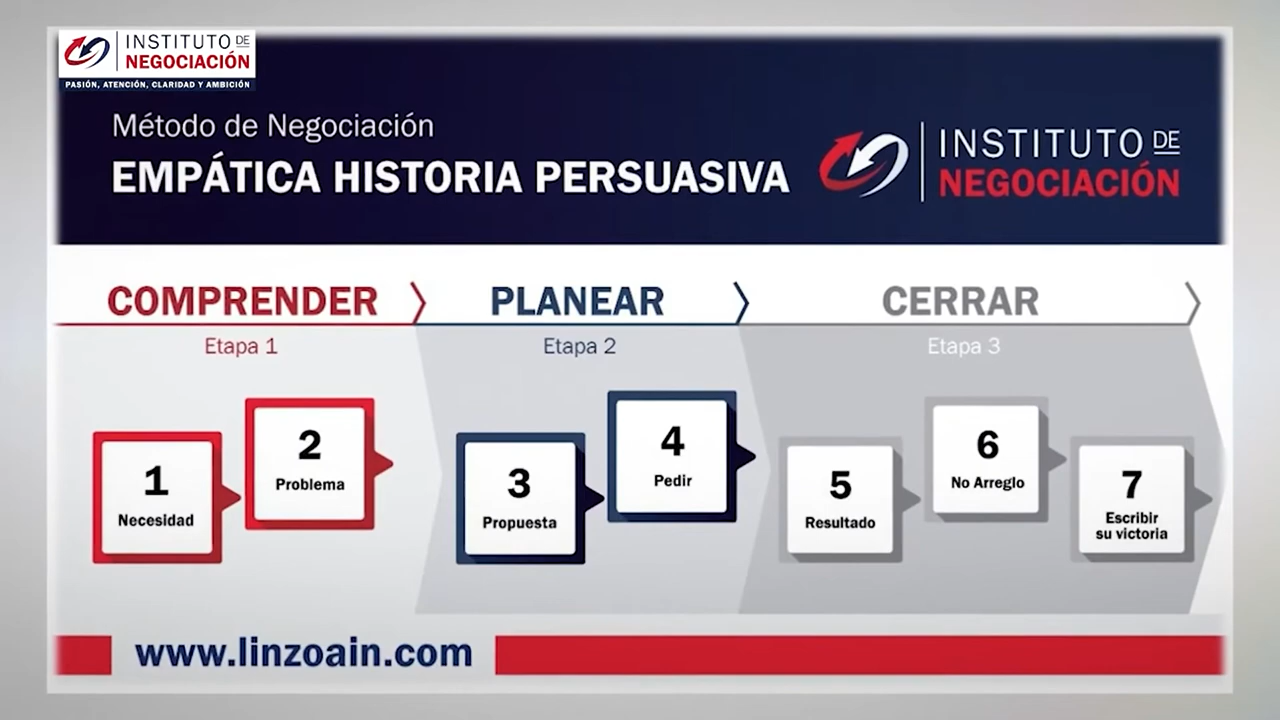 INSTITUTO DE
NEGOCIACIÓN
PASIÓN, ATENCIÓN, CLARIDAD Y AMBICIÓN
Método de Negociación
EMPÁTICA HISTORIA PERSUASIVA
INSTITUTO DE
NEGOCIACIÓN
COMPRENDER
Etapa 1
1
Necesidad
2
Problema
PLANEAR
Etapa 2
3
Propuesta
4
Pedir
CERRAR
Etapa 3
5
Resultado
6
No Arreglo
7
Escribir
su victoria
www.linzoain.com